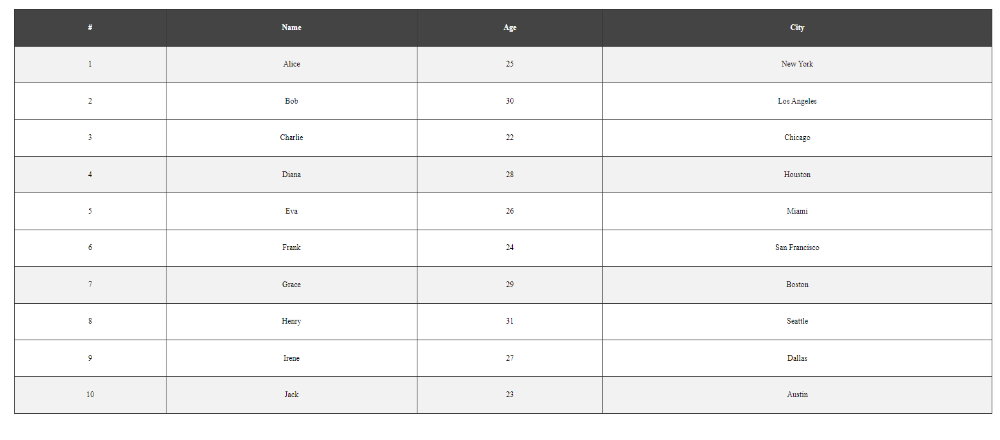 # Name Age City
1 Alice 25 New York
2 Bob 30 Los Angeles
3 Charlie 22 Chicago
4 Diana 28 Houston
5 Eva 26 Miami
6 Frank 24 San Francisco
7 Grace 29 Boston
8 Henry 31 Seattle
9 Irene 27 Dallas
10 Jack 23 Austin